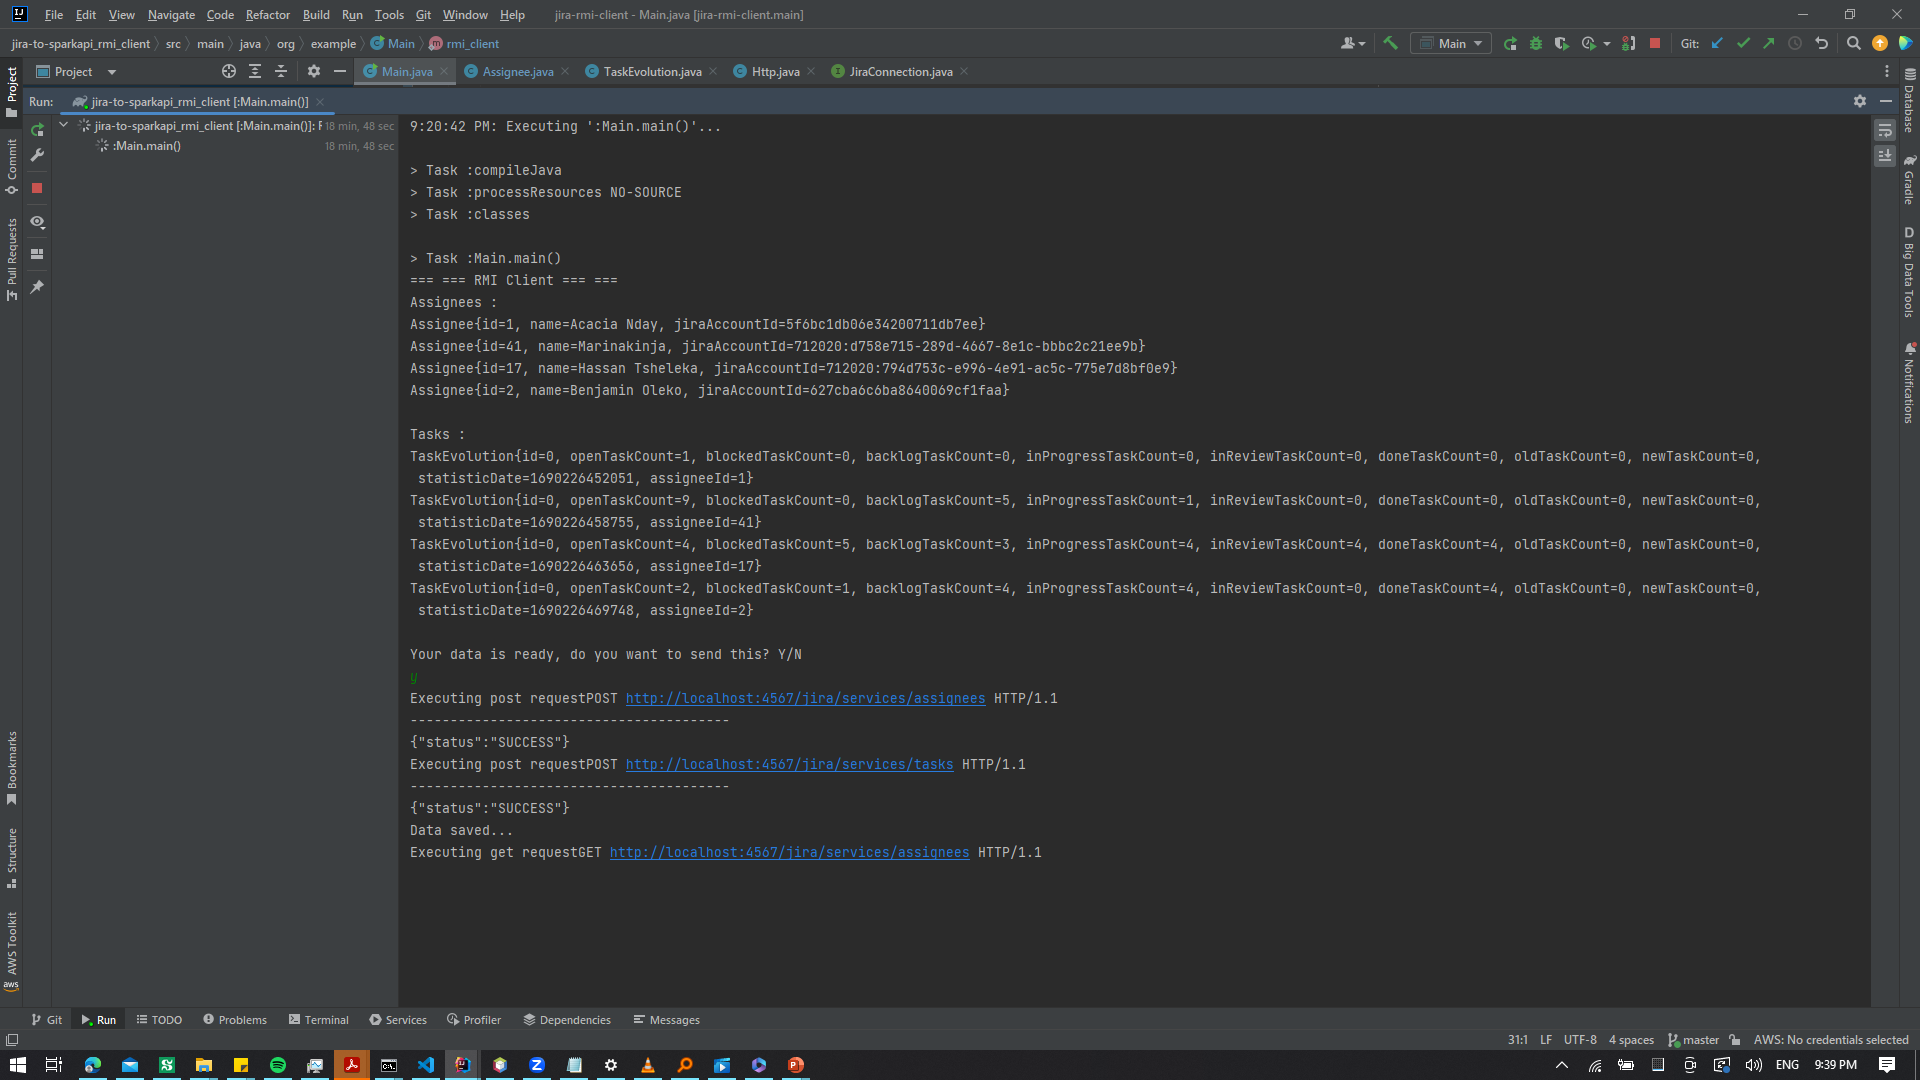 File Edit View Navigate Code Refactor Build Run Tools Git Window Help jira-rmi-client - Main.java [jira-rmi-client.main]
jira-to-sparkapi_rmi_client src main java org example Main rmi_client Main Git:
Project Main.java Assignee.java TaskEvolution.java Http.java JiraConnection.java
Run: jira-to-sparkapi_rmi_client [:Main.main()]
jira-to-sparkapi_rmi_client [:Main.main()]: F 18 min, 48 sec
:Main.main() 18 min, 48 sec
9:20:42 PM: Executing ':Main.main()'...
> Task :compileJava
> Task :processResources NO-SOURCE
> Task :classes
> Task :Main.main()
=== === RMI Client === ===
Assignees :
Assignee{id=1, name=Acacia Nday, jiraAccountId=5f6bc1db06e34200711db7ee}
Assignee{id=41, name=Marinakinja, jiraAccountId=712020:d758e715-289d-4667-8e1c-bbbc2c21ee9b}
Assignee{id=17, name=Hassan Tsheleka, jiraAccountId=712020:794d753c-e996-4e91-ac5c-775e7d8bf0e9}
Assignee{id=2, name=Benjamin Oleko, jiraAccountId=627cba6c6ba8640069cf1faa}
Tasks :
TaskEvolution{id=0, openTaskCount=1, blockedTaskCount=0, backlogTaskCount=0, inProgressTaskCount=0, inReviewTaskCount=0, doneTaskCount=0, oldTaskCount=0, newTaskCount=0,
statisticDate=1690226452051, assigneeId=1}
TaskEvolution{id=0, openTaskCount=9, blockedTaskCount=0, backlogTaskCount=5, inProgressTaskCount=1, inReviewTaskCount=0, doneTaskCount=0, oldTaskCount=0, newTaskCount=0,
statisticDate=1690226458755, assigneeId=41}
TaskEvolution{id=0, openTaskCount=4, blockedTaskCount=5, backlogTaskCount=3, inProgressTaskCount=4, inReviewTaskCount=4, doneTaskCount=4, oldTaskCount=0, newTaskCount=0,
statisticDate=1690226463656, assigneeId=17}
TaskEvolution{id=0, openTaskCount=2, blockedTaskCount=1, backlogTaskCount=4, inProgressTaskCount=4, inReviewTaskCount=0, doneTaskCount=4, oldTaskCount=0, newTaskCount=0,
statisticDate=1690226469748, assigneeId=2}
Your data is ready, do you want to send this? Y/N
y
Executing post requestPOST http://localhost:4567/jira/services/assignees HTTP/1.1
----------------------------------------
{"status":"SUCCESS"}
Executing post requestPOST http://localhost:4567/jira/services/tasks HTTP/1.1
----------------------------------------
{"status":"SUCCESS"}
Data saved...
Executing get requestGET http://localhost:4567/jira/services/assignees HTTP/1.1
Project
Commit
Pull Requests
Bookmarks
Structure
AWS Toolkit
aws
Database
Gradle
D Big Data Tools
Notifications
Git Run TODO Problems Terminal Services Profiler Dependencies Messages
31:1 LF UTF-8 4 spaces master AWS: No credentials selected
ENG 9:39 PM